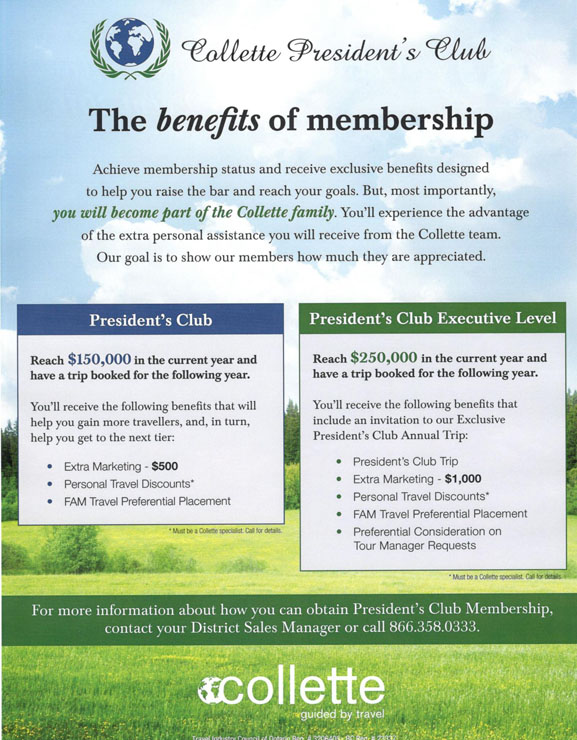 Collette President's Club
The benefits of membership
Achieve membership status and receive exclusive benefits designed
to help you raise the bar and reach your goals. But, most importantly,
you will become part of the Collette family. You'll experience the advantage
of the extra personal assistance you will receive from the Collette team.
Our goal is to show our members how much they are appreciated.
President's Club
Reach $150,000 in the current year and
have a trip booked for the following year.
You'll receive the following benefits that will
help you gain more travellers, and, in turn,
help you get to the next tier:
• Extra Marketing - $500
• Personal Travel Discounts*
• FAM Travel Preferential Placement
* Must be a Collette specialist. Call for details.
President's Club Executive Level
Reach $250,000 in the current year and
have a trip booked for the following year.
You'll receive the following benefits that
include an invitation to our Exclusive
President's Club Annual Trip:
• President's Club Trip
• Extra Marketing - $1,000
• Personal Travel Discounts*
• FAM Travel Preferential Placement
• Preferential Consideration on
Tour Manager Requests
* Must be a Collette specialist. Call for details.
For more information about how you can obtain President's Club Membership,
contact your District Sales Manager or call 866.358.0333.
collette
guided by travel
Travel Industry Council of Ontario Reg. #